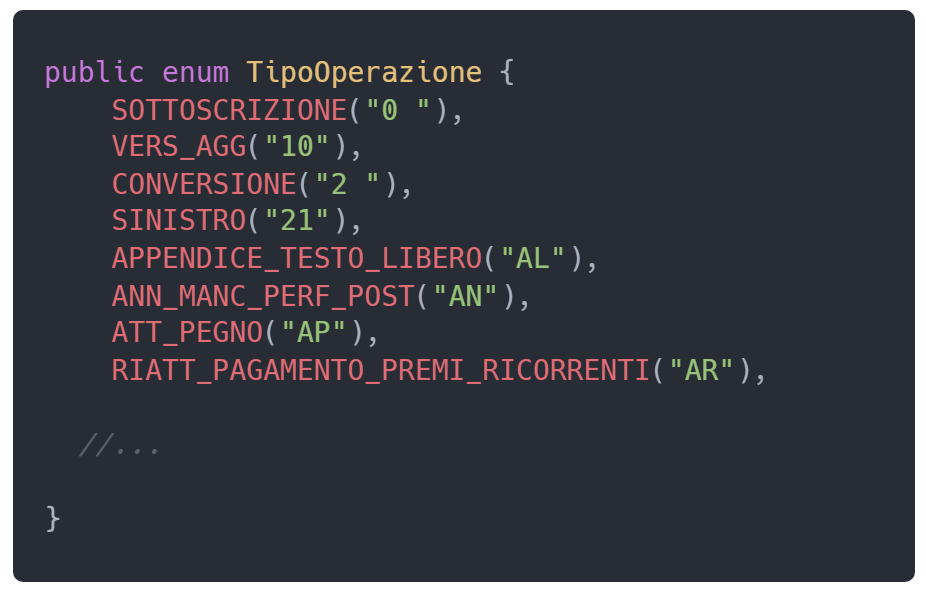 public enum TipoOperazione {
    SOTTOSCRIZIONE("0 "),
    VERS_AGG("10"),
    CONVERSIONE("2 "),
    SINISTRO("21"),
    APPENDICE_TESTO_LIBERO("AL"),
    ANN_MANC_PERF_POST("AN"),
    ATT_PEGNO("AP"),
    RIATT_PAGAMENTO_PREMI_RICORRENTI("AR"),
  //...
}